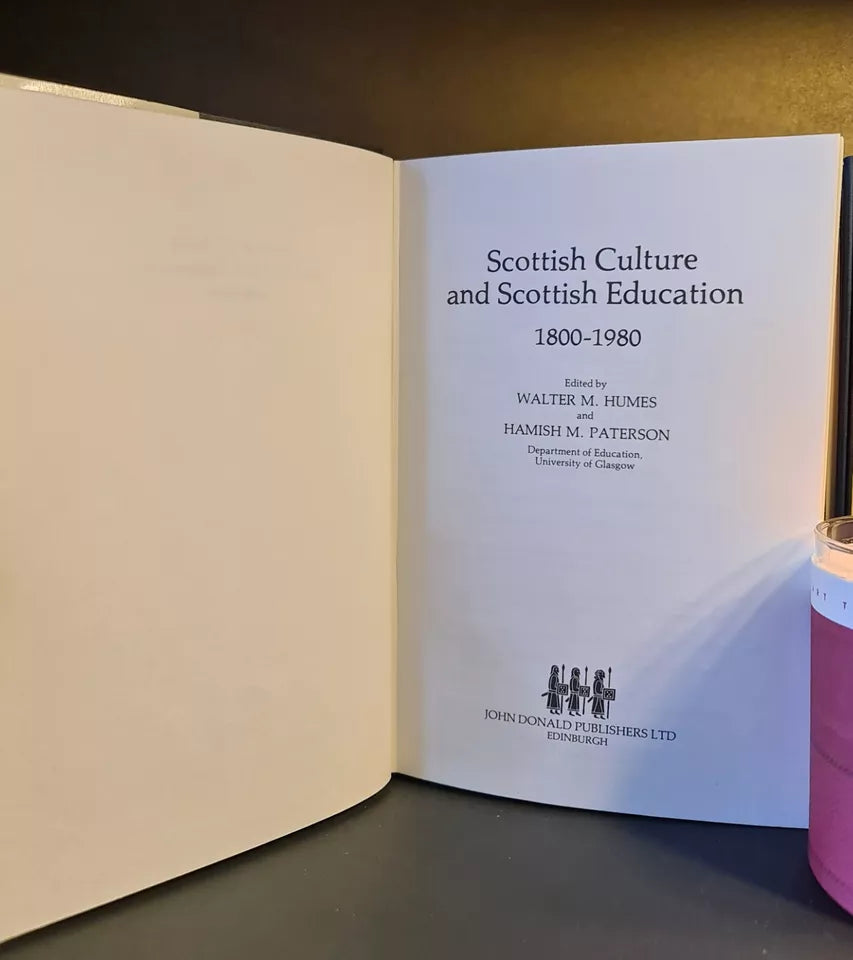 Scottish Culture
and Scottish Education
1800-1980
Edited by
WALTER M. HUMES
and
HAMISH M. PATERSON
Department of Education,
University of Glasgow
JOHN DONALD PUBLISHERS LTD
EDINBURGH